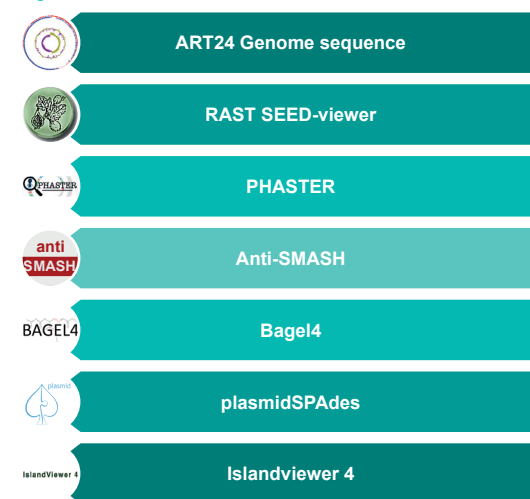 ART24 Genome sequence
RAST SEED-viewer
PHASTER
PHASTER
anti
SMASH
Anti-SMASH
BAGEL4
Bagel4
plasmid
plasmidSPAdes
IslandViewer 4
Islandviewer 4